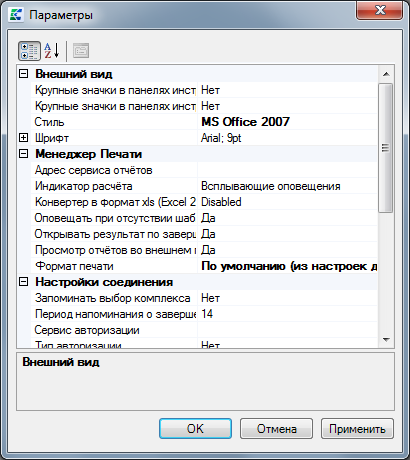 Параметры
Внешний вид
Крупные значки в панелях инст Нет
Крупные значки в панелях инст Нет
Стиль MS Office 2007
Шрифт Arial; 9pt
Менеджер Печати
Адрес сервиса отчётов
Индикатор расчёта Всплывающие оповещения
Конвертер в формат xls (Excel 2 Disabled
Оповещать при отсутствии шаб Да
Открывать результат по заверш Да
Просмотр отчётов во внешнем Да
Формат печати По умолчанию (из настроек д
Настройки соединения
Запоминать выбор комплекса Нет
Период напоминания о заверше 14
Сервис авторизации
Тип авторизации Нет
Внешний вид
OK Отмена Применить